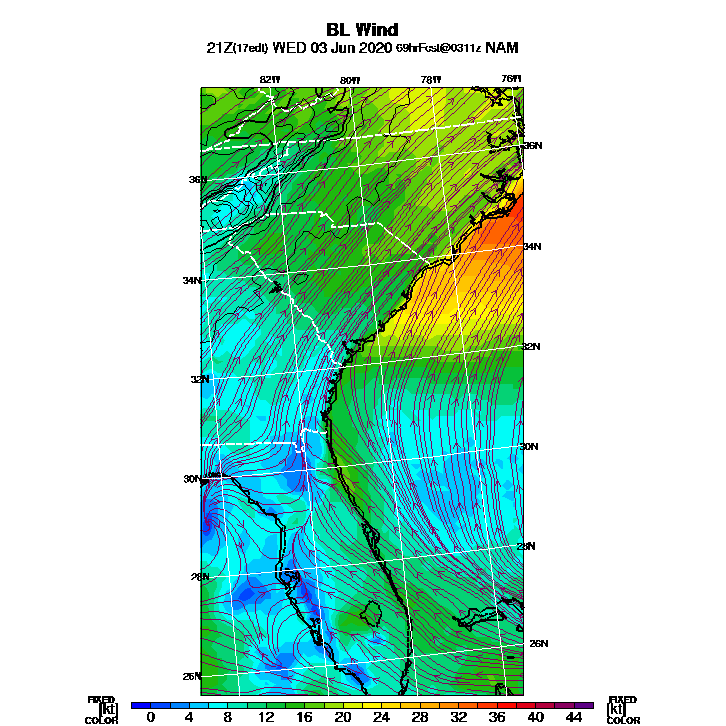 BL Wind
21Z(17edt) WED 03 Jun 2020 69hrFcst@0311z NAM
82W 80W 78W 76W
36N
36N
34N
34N
32N
32N
30N
30N
28N
28N
26N
26N
FIXED FIXED
[kt] 0 4 8 12 16 20 24 28 32 36 40 44 [kt]
COLOR COLOR